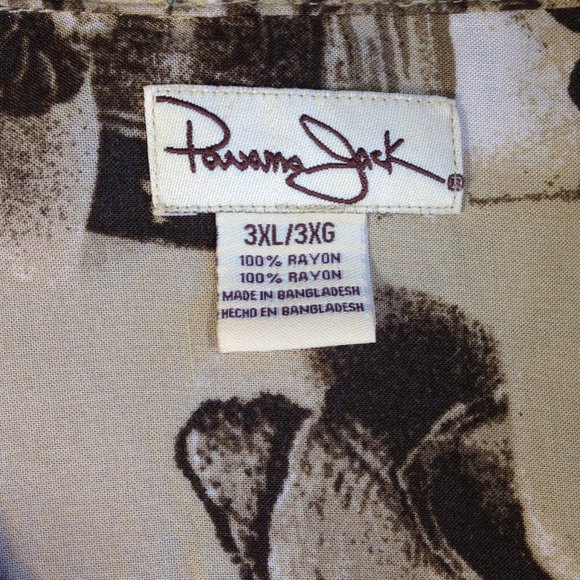 Panama Jack ®
3XL/3XG
100% RAYON
100% RAYON
MADE IN BANGLADESH
HECHO EN BANGLADESH